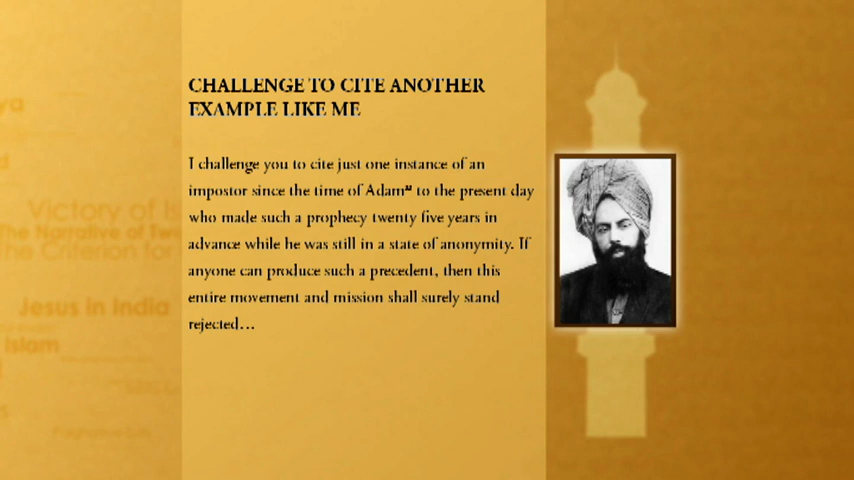 CHALLENGE TO CITE ANOTHER
EXAMPLE LIKE ME
I challenge you to cite just one instance of an
impostor since the time of Adamas to the present day
who made such a prophecy twenty five years in
advance while he was still in a state of anonymity. If
anyone can produce such a precedent, then this
entire movement and mission shall surely stand
rejected...
ya
Victory of Is
The Narrative of Tw
The Criterion for
Jesus in India
Islam